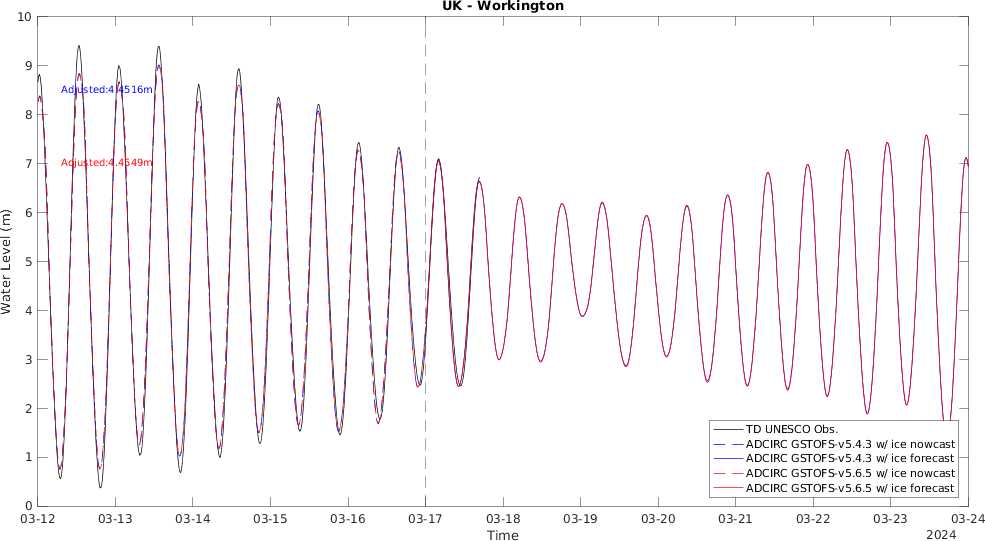 UK - Workington
10
9
8
7
6
5
4
3
2
1
0
Water Level (m)
Adjusted:4.4516m
Adjusted:4.4549m
TD UNESCO Obs.
ADCIRC GSTOFS-v5.4.3 w/ ice nowcast
ADCIRC GSTOFS-v5.4.3 w/ ice forecast
ADCIRC GSTOFS-v5.6.5 w/ ice nowcast
ADCIRC GSTOFS-v5.6.5 w/ ice forecast
03-12 03-13 03-14 03-15 03-16 03-17 03-18 03-19 03-20 03-21 03-22 03-23 03-24
Time
2024